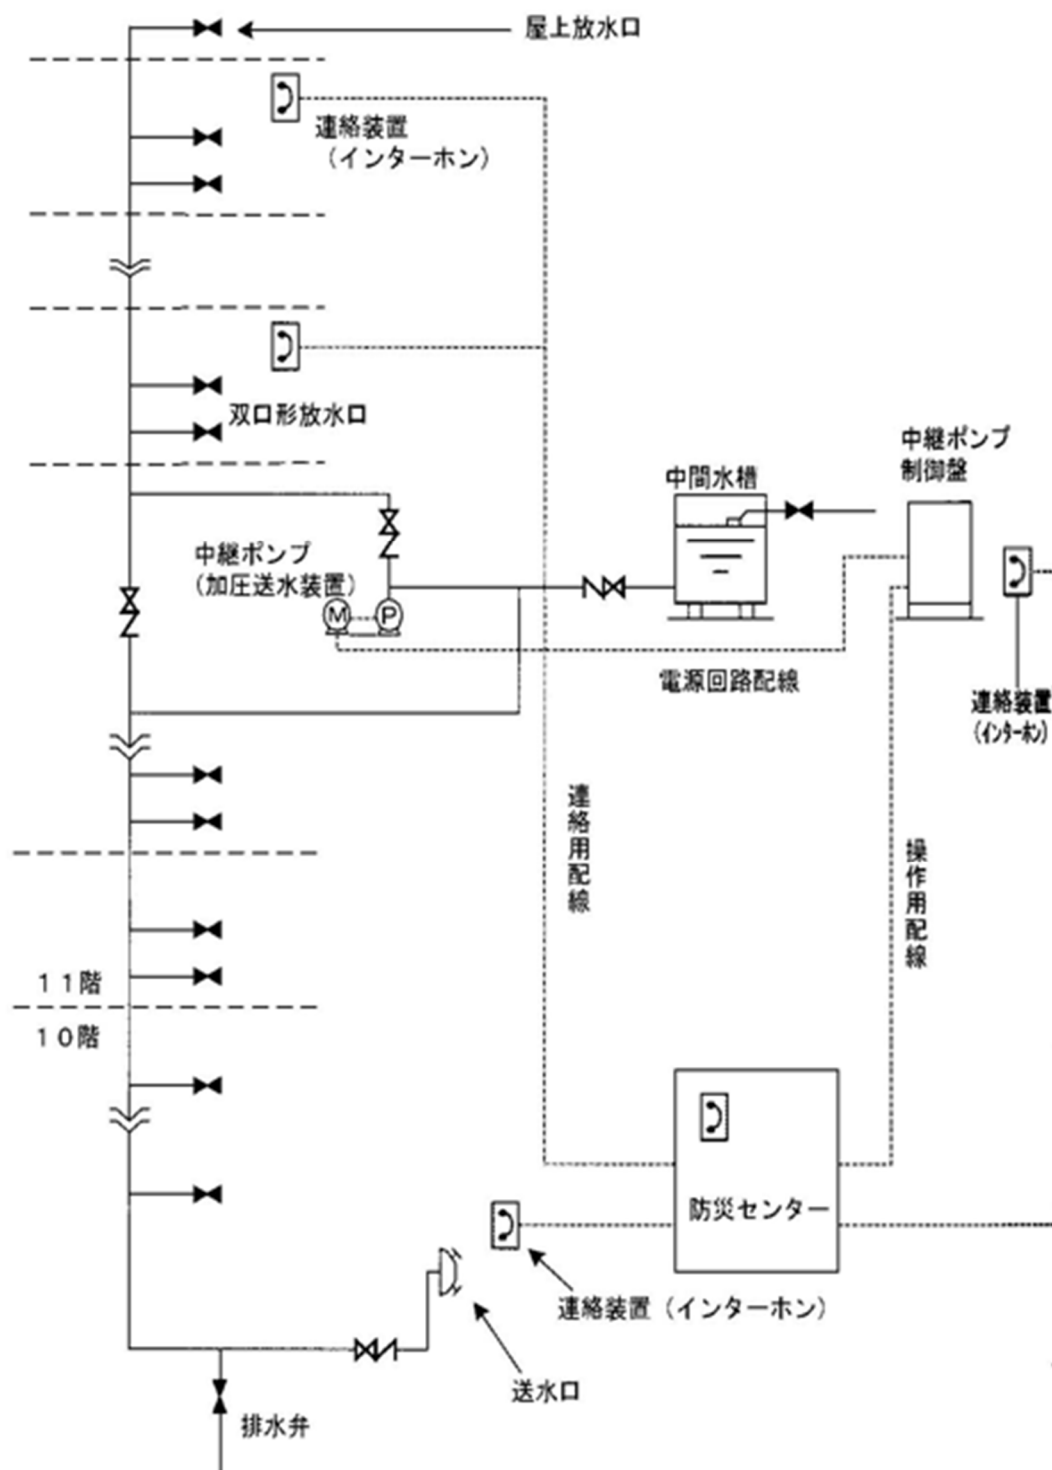 屋上放水口
連絡装置
（インターホン）
双口形放水口
中継ポンプ
制御盤
中間水槽
中継ポンプ
（加圧送水装置）
M
P
電源回路配線
連絡装置
（インターホン）
連絡用配線
操作用配線
11階
10階
防災センター
連絡装置（インターホン）
送水口
排水弁